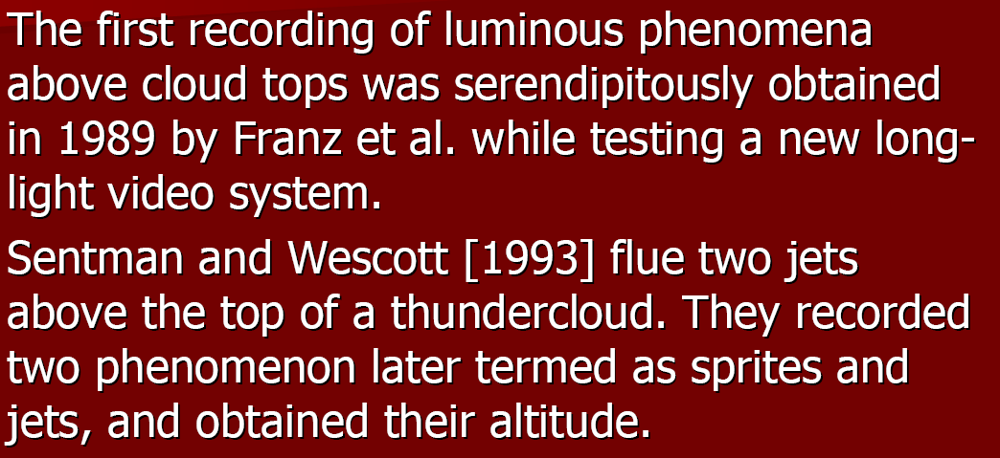 The first recording of luminous phenomena
above cloud tops was serendipitously obtained
in 1989 by Franz et al. while testing a new long-
light video system.
Sentman and Wescott [1993] flue two jets
above the top of a thundercloud. They recorded
two phenomenon later termed as sprites and
jets, and obtained their altitude.